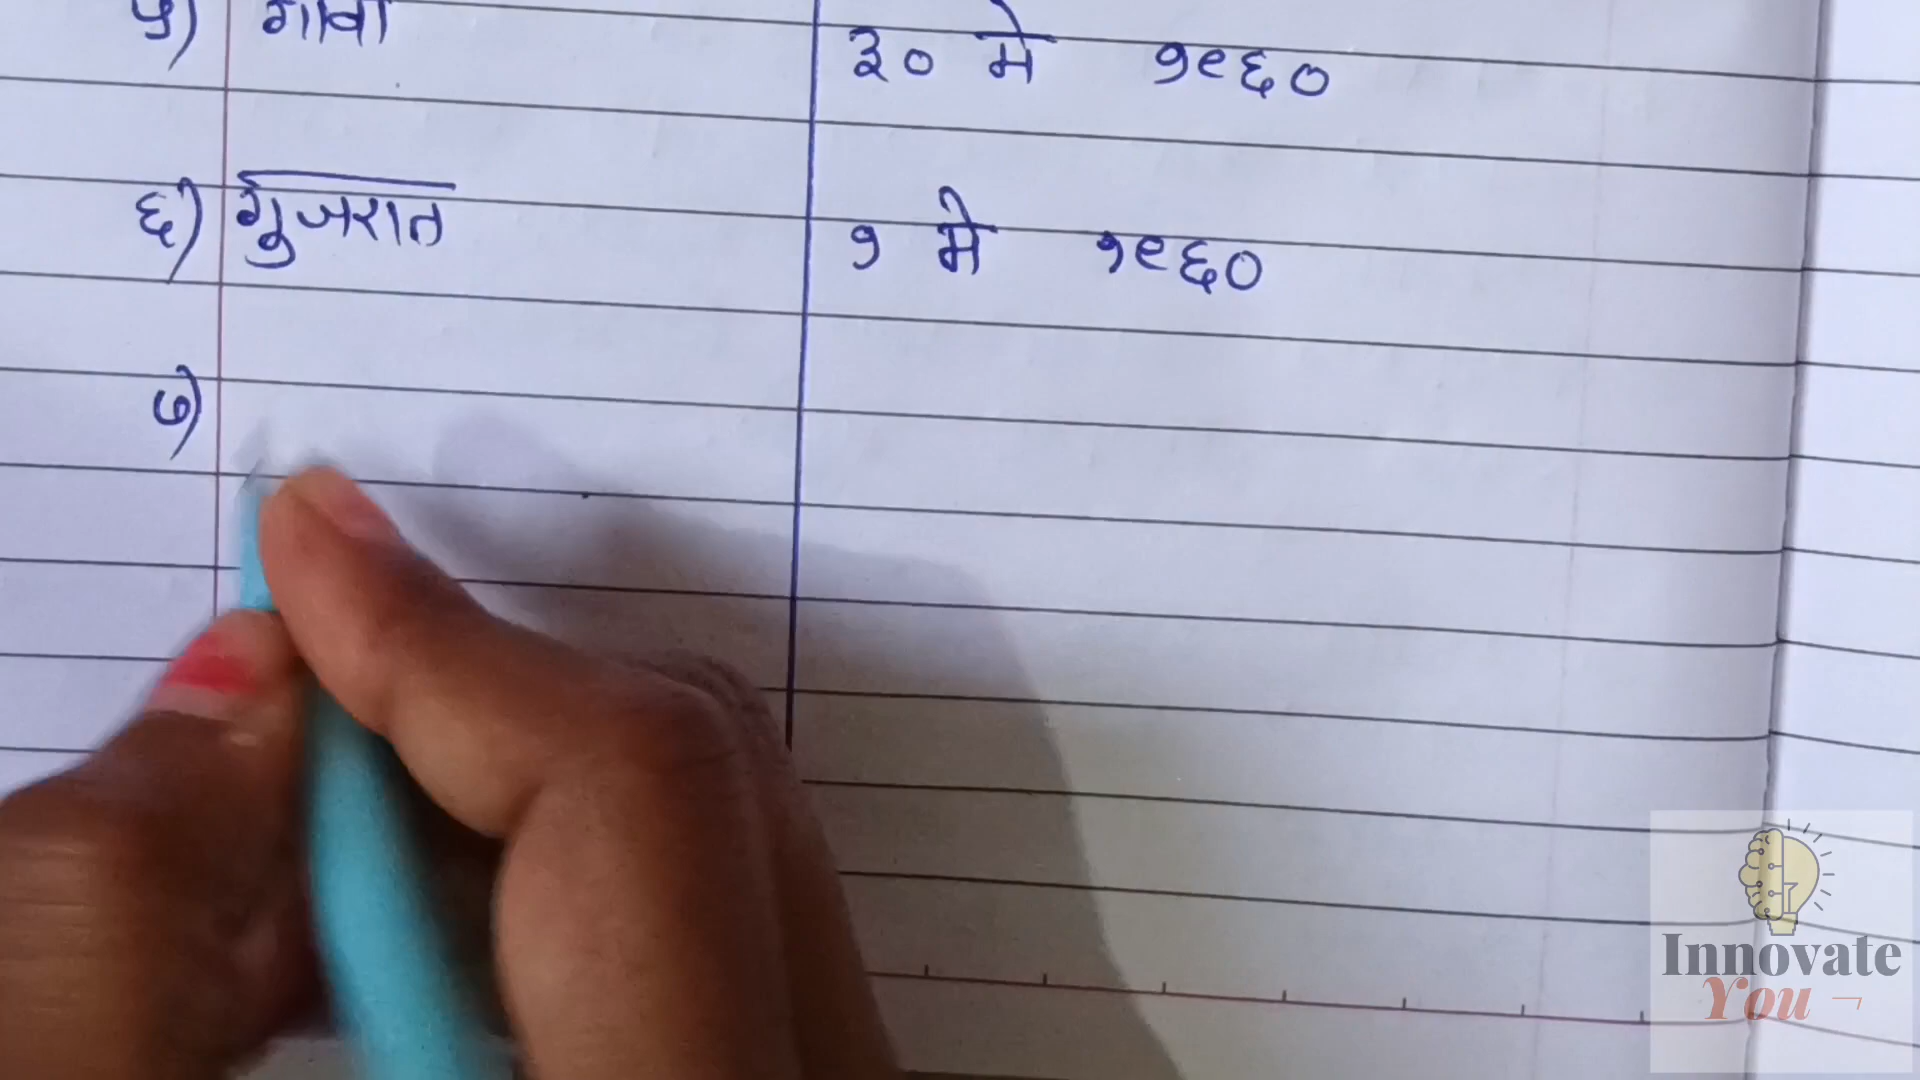 ५) गोवा ३० मे १९६०
६) गुजरात १ मे १९६०
७)
Innovate
You